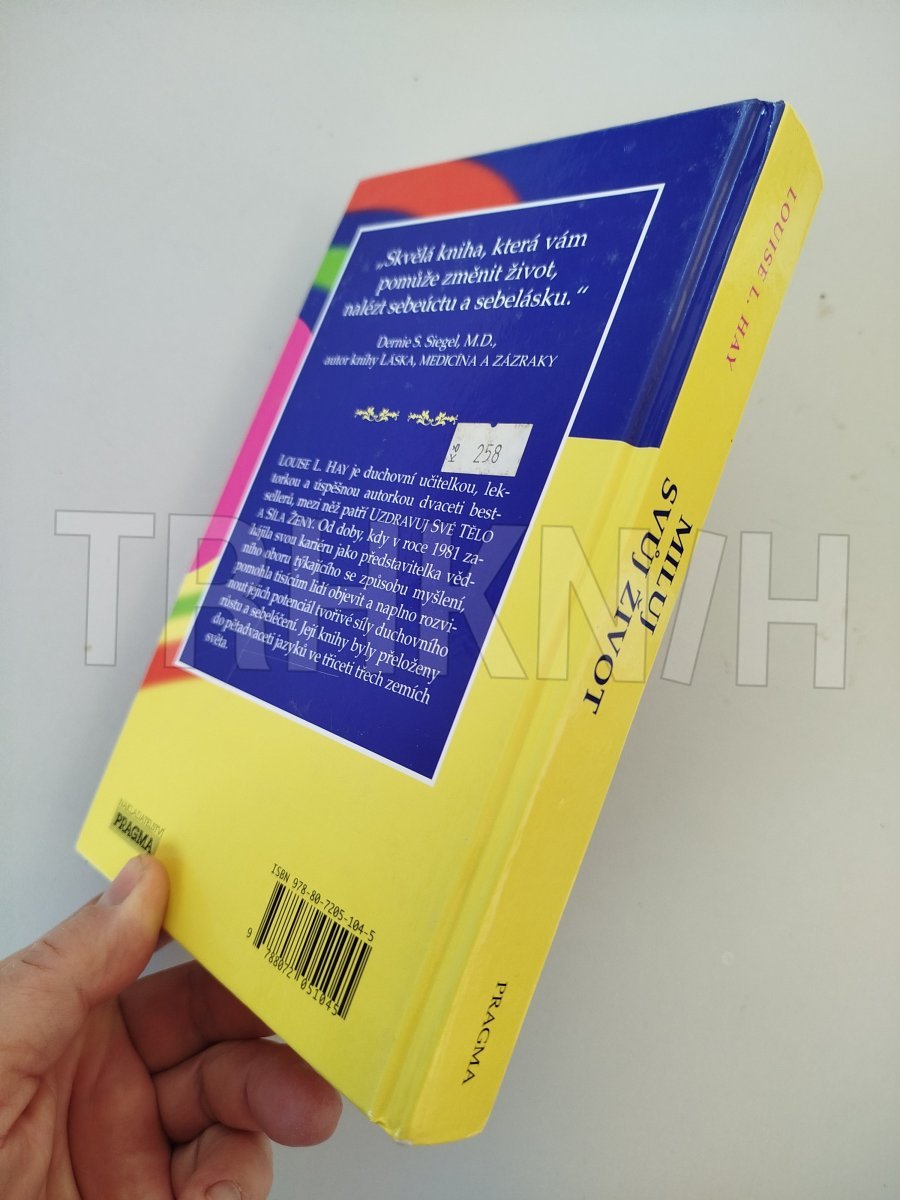 „Skvělá kniha, která vám
pomůže změnit život,
nalézt sebeúctu a sebelásku.“
Dernie S. Siegel, M.D.,
autor knihy LÁSKA, MEDICÍNA A ZÁZRAKY
Kč 258
LOUISE L. HAY je duchovní učitelkou, lek-
torkou a úspěšnou autorkou dvaceti best-
sellerů, mezi něž patří UZDRAVUJ SVÉ TĚLO
A SÍLA ŽENY. Od doby, kdy v roce 1981 za-
hájila svou kariéru jako představitelka věd-
ního oboru týkajícího se způsobu myšlení,
pomohla tisícům lidí objevit a naplno rozvi-
nout jejich potenciál tvořivé síly duchovního
růstu a sebeléčení. Její knihy byly přeloženy
do pětadvaceti jazyků ve třiceti třech zemích
světa.
NAKLADATELSTVÍ
PRAGMA
ISBN 978-80-7205-104-5
9 788072 051045
LOUISE L. HAY
MILUJ
SVŮJ ŽIVOT
PRAGMA
TRHKNIH